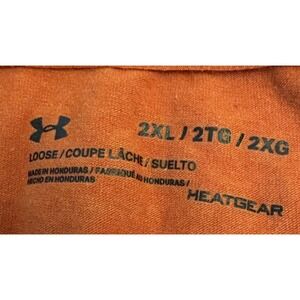 2XL / 2TG / 2XG
LOOSE / COUPE LÂCHE / SUELTO
MADE IN HONDURAS / FABRIQUÉ AU HONDURAS /
HECHO EN HONDURAS
HEATGEAR